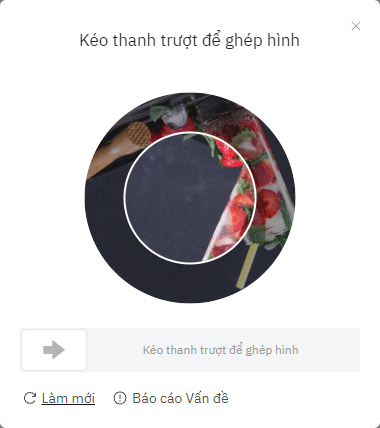 Kéo thanh trượt để ghép hình
Kéo thanh trượt để ghép hình
Làm mới
Báo cáo Vấn đề